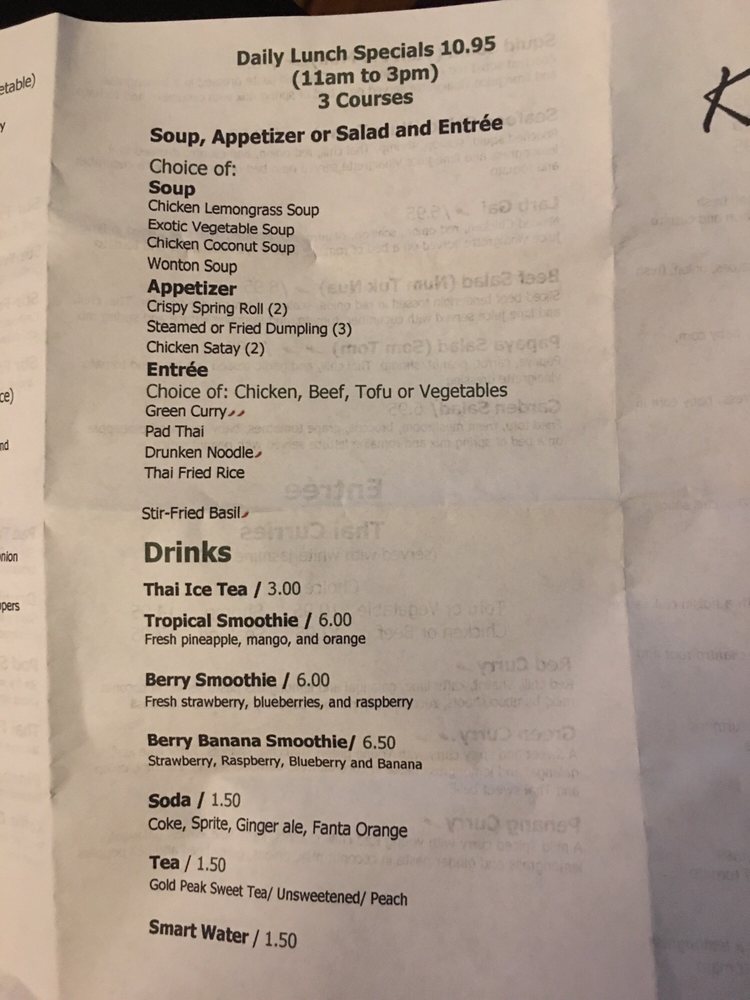 Daily Lunch Specials 10.95
(11am to 3pm)
3 Courses
Soup, Appetizer or Salad and Entrée
Choice of:
Soup
Chicken Lemongrass Soup
Exotic Vegetable Soup
Chicken Coconut Soup
Wonton Soup
Appetizer
Crispy Spring Roll (2)
Steamed or Fried Dumpling (3)
Chicken Satay (2)
Entrée
Choice of: Chicken, Beef, Tofu or Vegetables
Green Curry
Pad Thai
Drunken Noodle
Thai Fried Rice
Stir-Fried Basil
Drinks
Thai Ice Tea / 3.00
Tropical Smoothie / 6.00
Fresh pineapple, mango, and orange
Berry Smoothie / 6.00
Fresh strawberry, blueberries, and raspberry
Berry Banana Smoothie/ 6.50
Strawberry, Raspberry, Blueberry and Banana
Soda / 1.50
Coke, Sprite, Ginger ale, Fanta Orange
Tea / 1.50
Gold Peak Sweet Tea/ Unsweetened/ Peach
Smart Water / 1.50